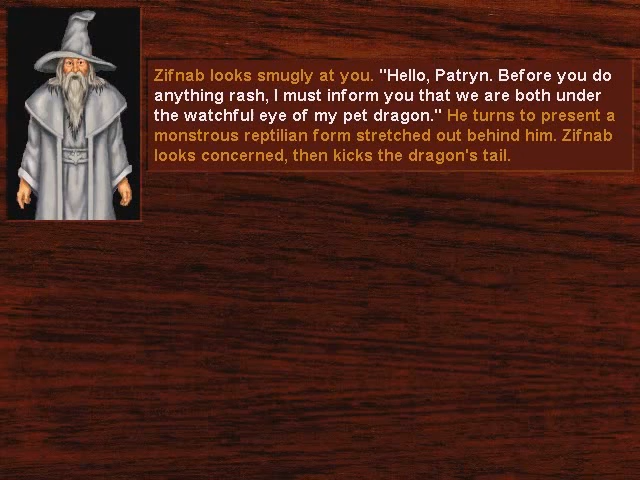 Zifnab looks smugly at you. "Hello, Patryn. Before you do
anything rash, I must inform you that we are both under
the watchful eye of my pet dragon." He turns to present a
monstrous reptilian form stretched out behind him. Zifnab
looks concerned, then kicks the dragon's tail.